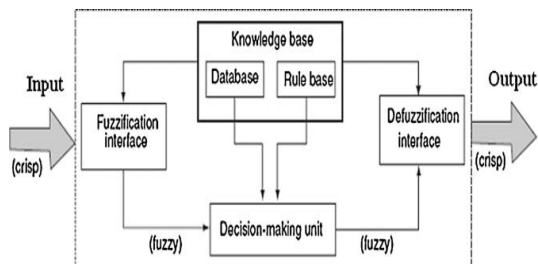 Knowledge base
Database
Rule base
Input
Output
Fuzzification
interface
Defuzzification
interface
(crisp)
(crisp)
Decision-making unit
(fuzzy)
(fuzzy)